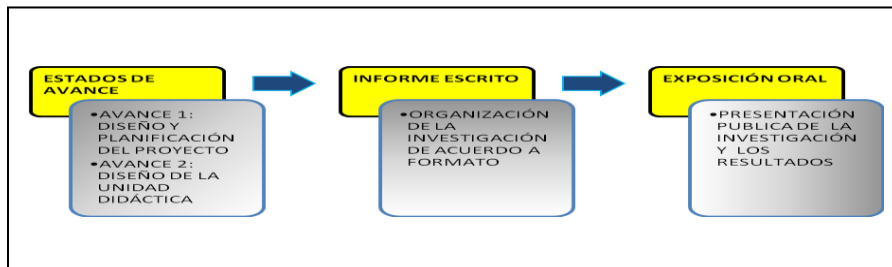 ESTADOS DE
AVANCE
•AVANCE 1:
DISEÑO Y
PLANIFICACIÓN
DEL PROYECTO
•AVANCE 2:
DISEÑO DE LA
UNIDAD
DIDÁCTICA
INFORME ESCRITO
•ORGANIZACIÓN
DE LA
INVESTIGACIÓN
DE ACUERDO A
FORMATO
EXPOSICIÓN ORAL
•PRESENTACIÓN
PUBLICA DE LA
INVESTIGACIÓN
Y LOS
RESULTADOS